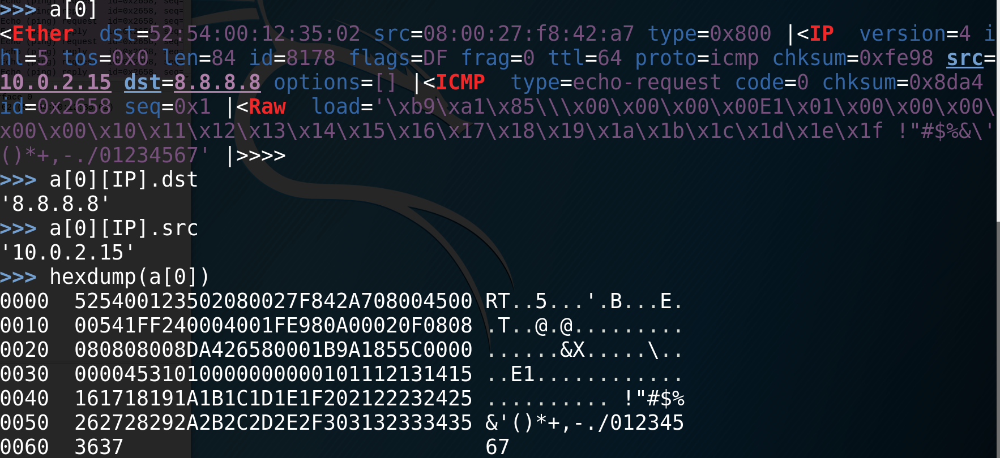 >>> a[0]
<Ether  dst=52:54:00:12:35:02 src=08:00:27:f8:42:a7 type=0x800 |<IP  version=4 i
hl=5 tos=0x0 len=84 id=8178 flags=DF frag=0 ttl=64 proto=icmp chksum=0xfe98 src=
10.0.2.15 dst=8.8.8.8 options=[] |<ICMP  type=echo-request code=0 chksum=0x8da4
id=0x2658 seq=0x1 |<Raw  load='\xb9\xa1\x85\\\x00\x00\x00\x00E1\x01\x00\x00\x00\
x00\x00\x10\x11\x12\x13\x14\x15\x16\x17\x18\x19\x1a\x1b\x1c\x1d\x1e\x1f !"#$%&\'
()*+,-./01234567' |>>>>
>>> a[0][IP].dst
'8.8.8.8'
>>> a[0][IP].src
'10.0.2.15'
>>> hexdump(a[0])
0000  525400123502080027F842A708004500 RT..5...'.B...E.
0010  00541FF240004001FE980A00020F0808 .T..@.@.........
0020  080808008DA426580001B9A1855C0000 ......&X.....\..
0030  00004531010000000000101112131415 ..E1............
0040  161718191A1B1C1D1E1F202122232425 .......... !"#$%
0050  262728292A2B2C2D2E2F303132333435 &'()*+,-./012345
0060  3637                             67